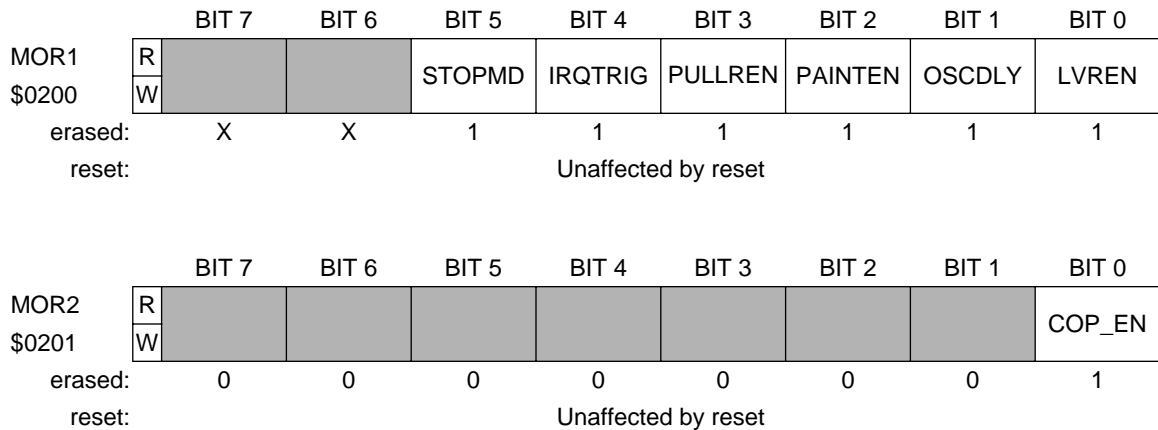 BIT 7 BIT 6 BIT 5 BIT 4 BIT 3 BIT 2 BIT 1 BIT 0
MOR1 R STOPMD IRQTRIG PULLREN PAINTEN OSCDLY LVREN
$0200 W
erased: X X 1 1 1 1 1 1
reset: Unaffected by reset
BIT 7 BIT 6 BIT 5 BIT 4 BIT 3 BIT 2 BIT 1 BIT 0
MOR2 R COP_EN
$0201 W
erased: 0 0 0 0 0 0 0 1
reset: Unaffected by reset